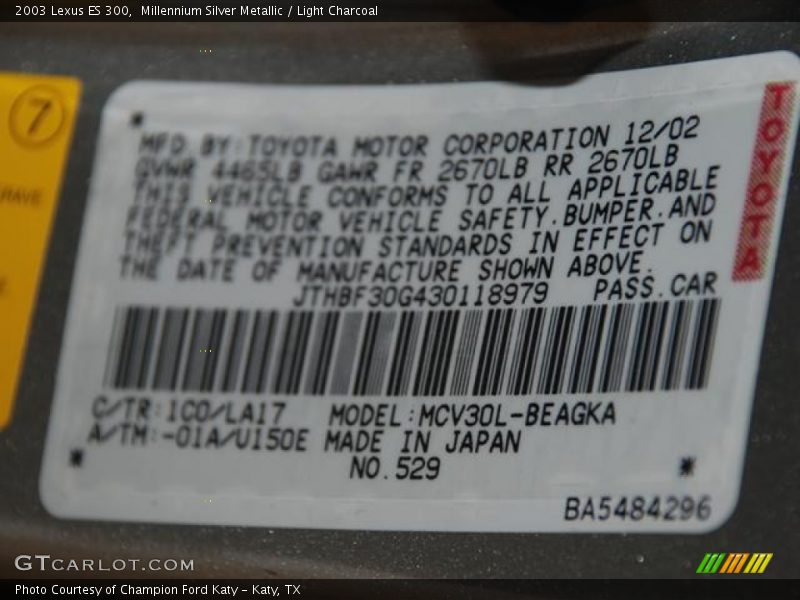 2003 Lexus ES 300,  Millennium Silver Metallic / Light Charcoal
7
TOYOTA
MFD. BY: TOYOTA MOTOR CORPORATION 12/02
GVWR 4465LB GAWR FR 2670LB RR 2670LB
THIS VEHICLE CONFORMS TO ALL APPLICABLE
FEDERAL MOTOR VEHICLE SAFETY.BUMPER.AND
THEFT PREVENTION STANDARDS IN EFFECT ON
THE DATE OF MANUFACTURE SHOWN ABOVE.
JTHBF30G430118979 PASS.CAR
C/TR:1C0/LA17 MODEL:MCV30L-BEAGKA
A/TM:-01A/U150E MADE IN JAPAN
NO.529
BA5484296
GTCARLOT.COM
Photo Courtesy of Champion Ford Katy - Katy, TX